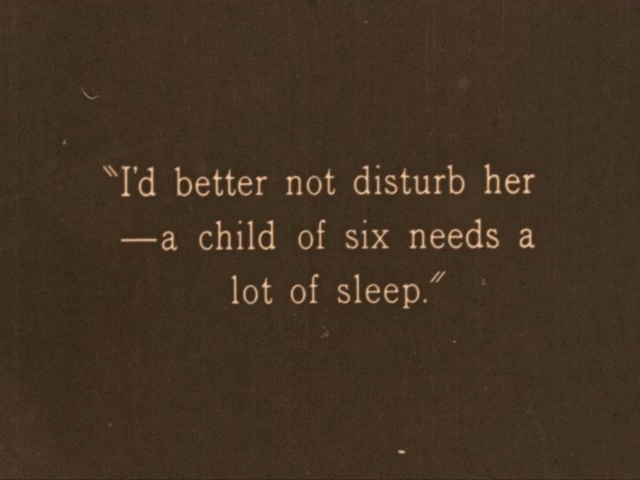 "I'd better not disturb her
—a child of six needs a
lot of sleep."